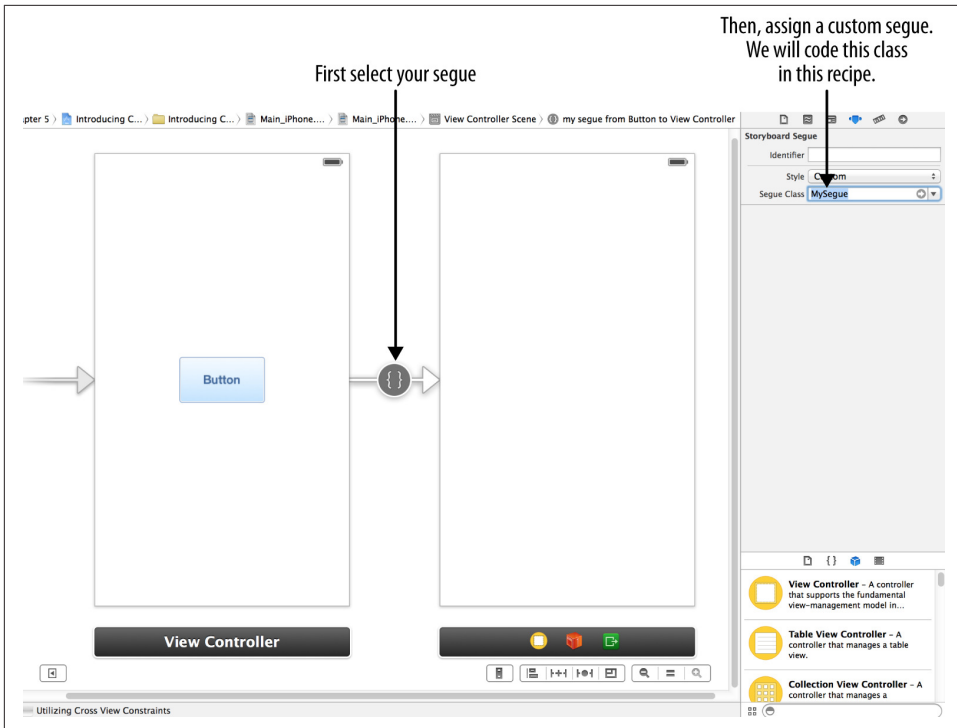 Then, assign a custom segue.
We will code this class
in this recipe.
First select your segue
pter 5 〉 Introducing C... 〉 Introducing C... 〉 Main_iPhone.... 〉 Main_iPhone.... 〉 View Controller Scene 〉 my segue from Button to View Controller
Storyboard Segue
Identifier
Style Custom
Segue Class MySegue
Button
{ }
View Controller
{ }
View Controller – A controller
that supports the fundamental
view-management model in...
Table View Controller – A
controller that manages a table
view.
Collection View Controller – A
controller that manages a
Utilizing Cross View Constraints